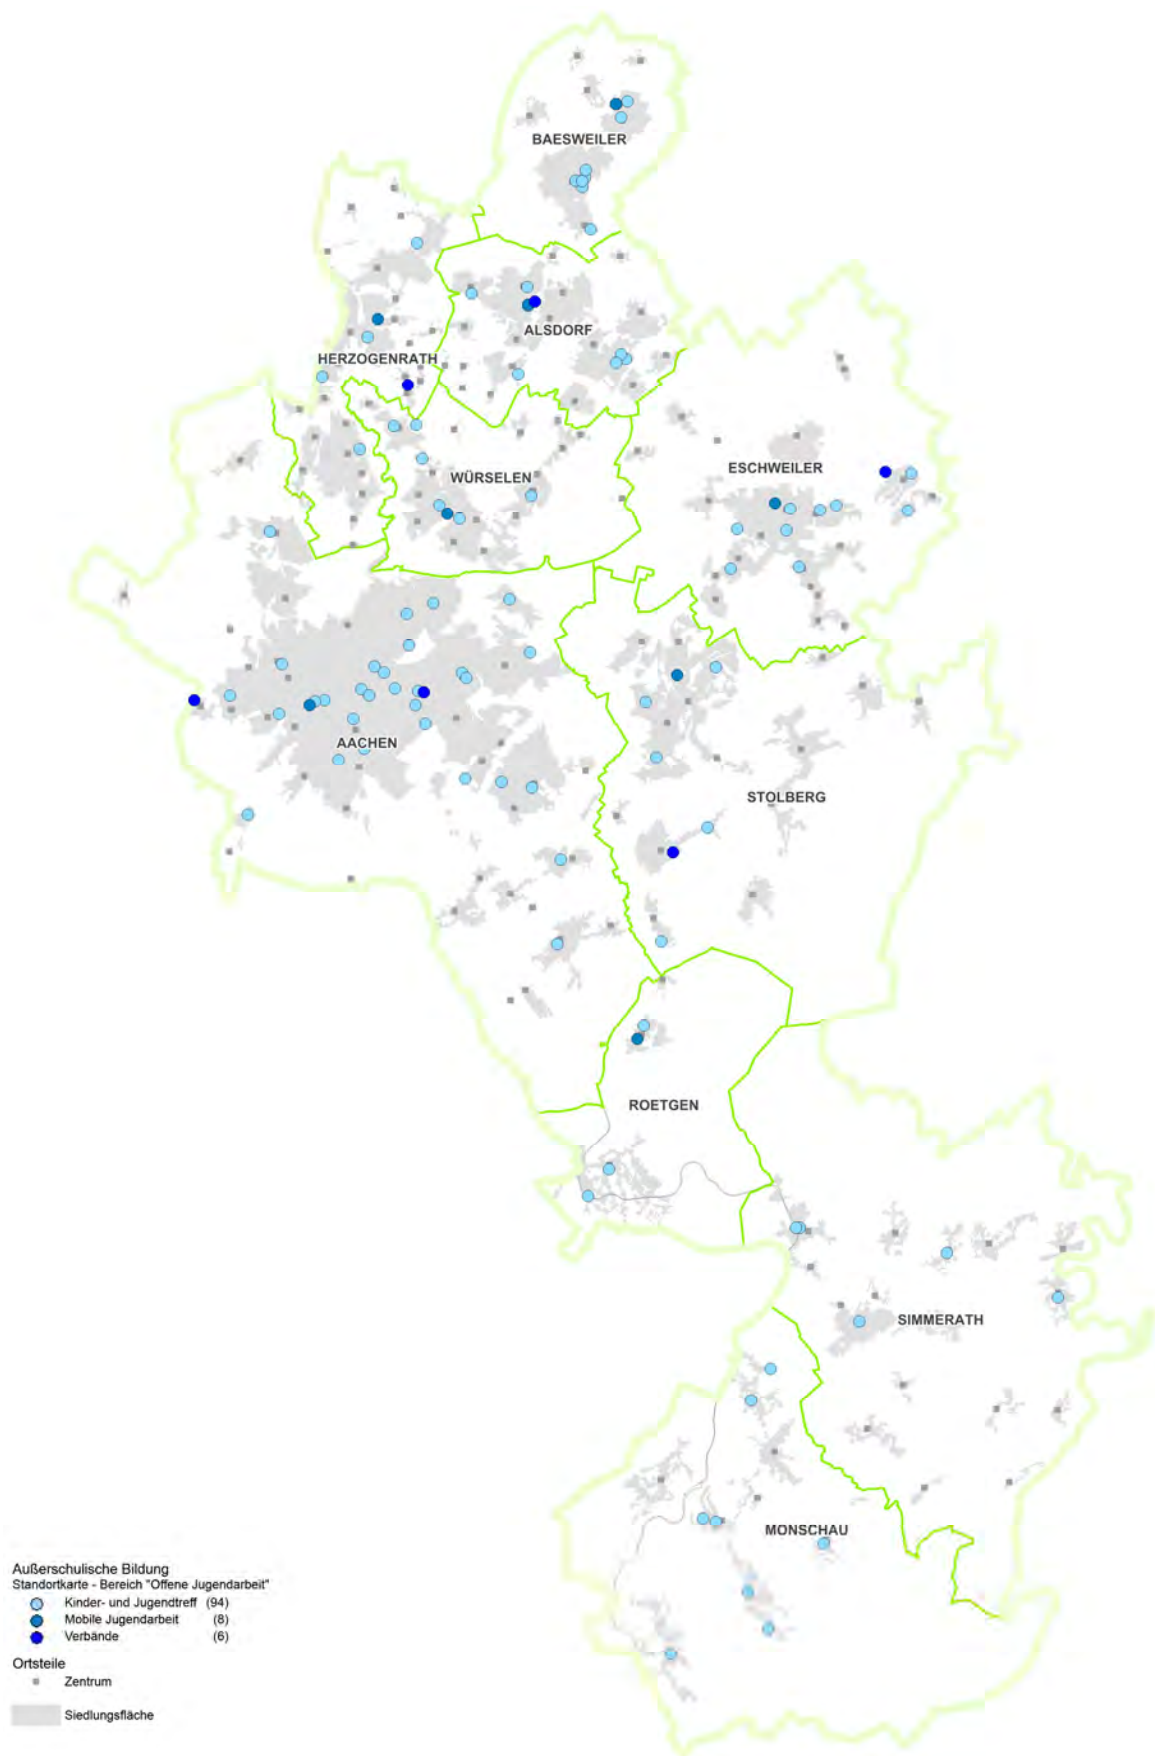 BAESWEILER
ALSDORF
HERZOGENRATH
ESCHWEILER
WÜRSELEN
AACHEN
STOLBERG
ROETGEN
SIMMERATH
MONSCHAU
Außerschulische Bildung
Standortkarte - Bereich "Offene Jugendarbeit"
Kinder- und Jugendtreff (94)
Mobile Jugendarbeit (8)
Verbände (6)
Ortsteile
Zentrum
Siedlungsfläche